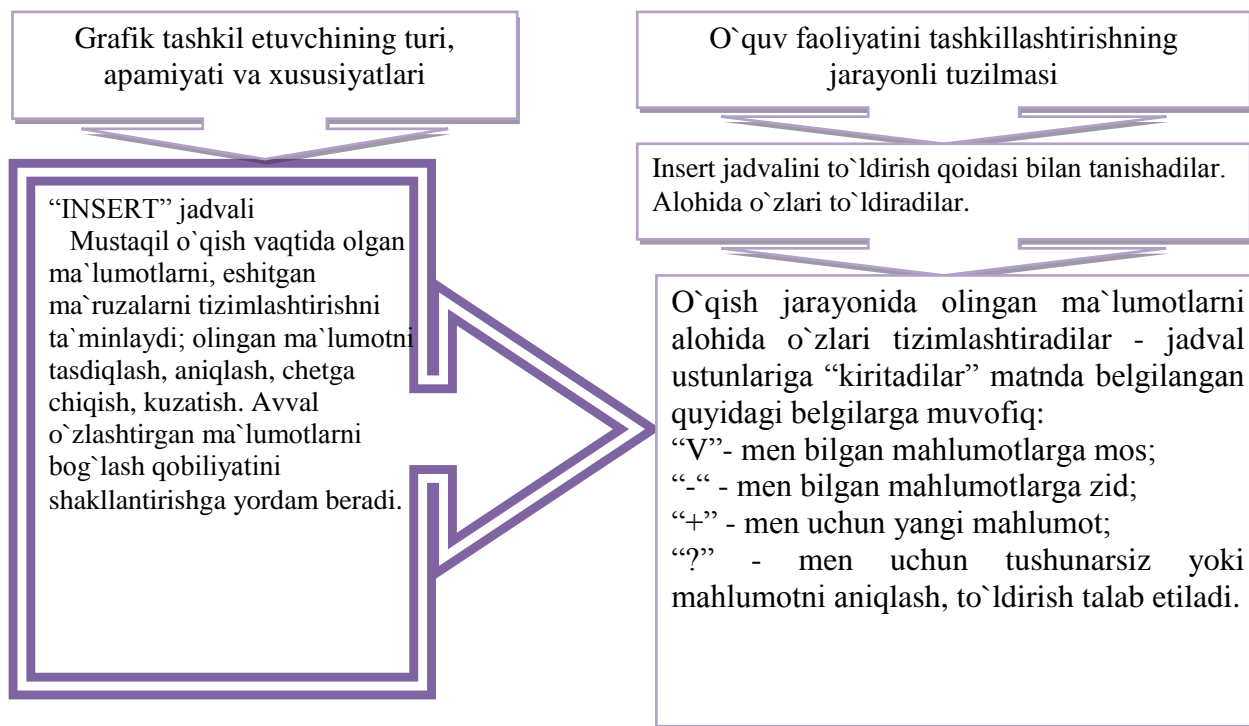 Grafik tashkil etuvchining turi,
apamiyati va xususiyatlari
“INSERT” jadvali
Mustaqil o`qish vaqtida olgan
ma`lumotlarni, eshitgan
ma`ruzalarni tizimlashtirishni
ta`minlaydi; olingan ma`lumotni
tasdiqlash, aniqlash, chetga
chiqish, kuzatish. Avval
o`zlashtirgan ma`lumotlarni
bog`lash qobiliyatini
shakllantirishga yordam beradi.
O`quv faoliyatini tashkillashtirishning
jarayonli tuzilmasi
Insert jadvalini to`ldirish qoidasi bilan tanishadilar.
Alohida o`zlari to`ldiradilar.
O`qish jarayonida olingan ma`lumotlarni
alohida o`zlari tizimlashtiradilar - jadval
ustunlariga “kiritadilar” matnda belgilangan
quyidagi belgilarga muvofiq:
“V”- men bilgan mahlumotlarga mos;
“-“ - men bilgan mahlumotlarga zid;
“+” - men uchun yangi mahlumot;
“?” - men uchun tushunarsiz yoki
mahlumotni aniqlash, to`ldirish talab etiladi.